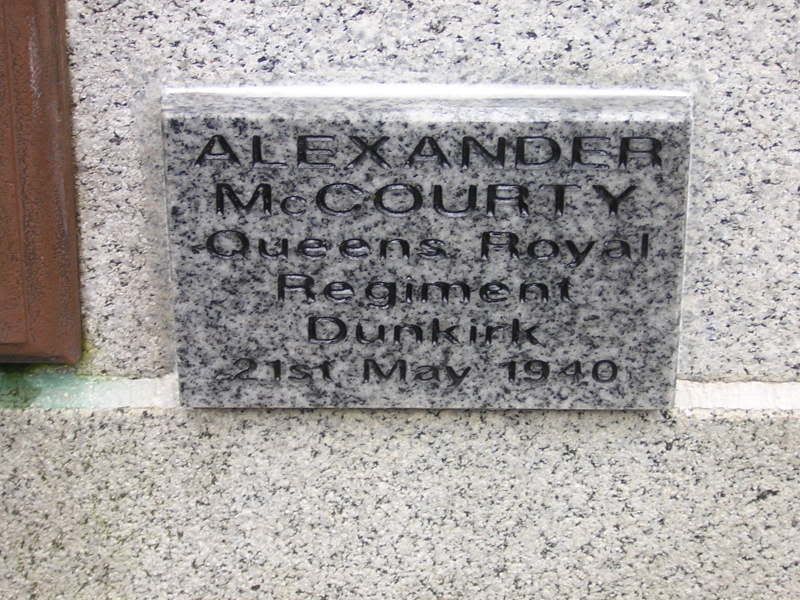 ALEXANDER
McCOURTY
Queens Royal
Regiment
Dunkirk
21st May 1940